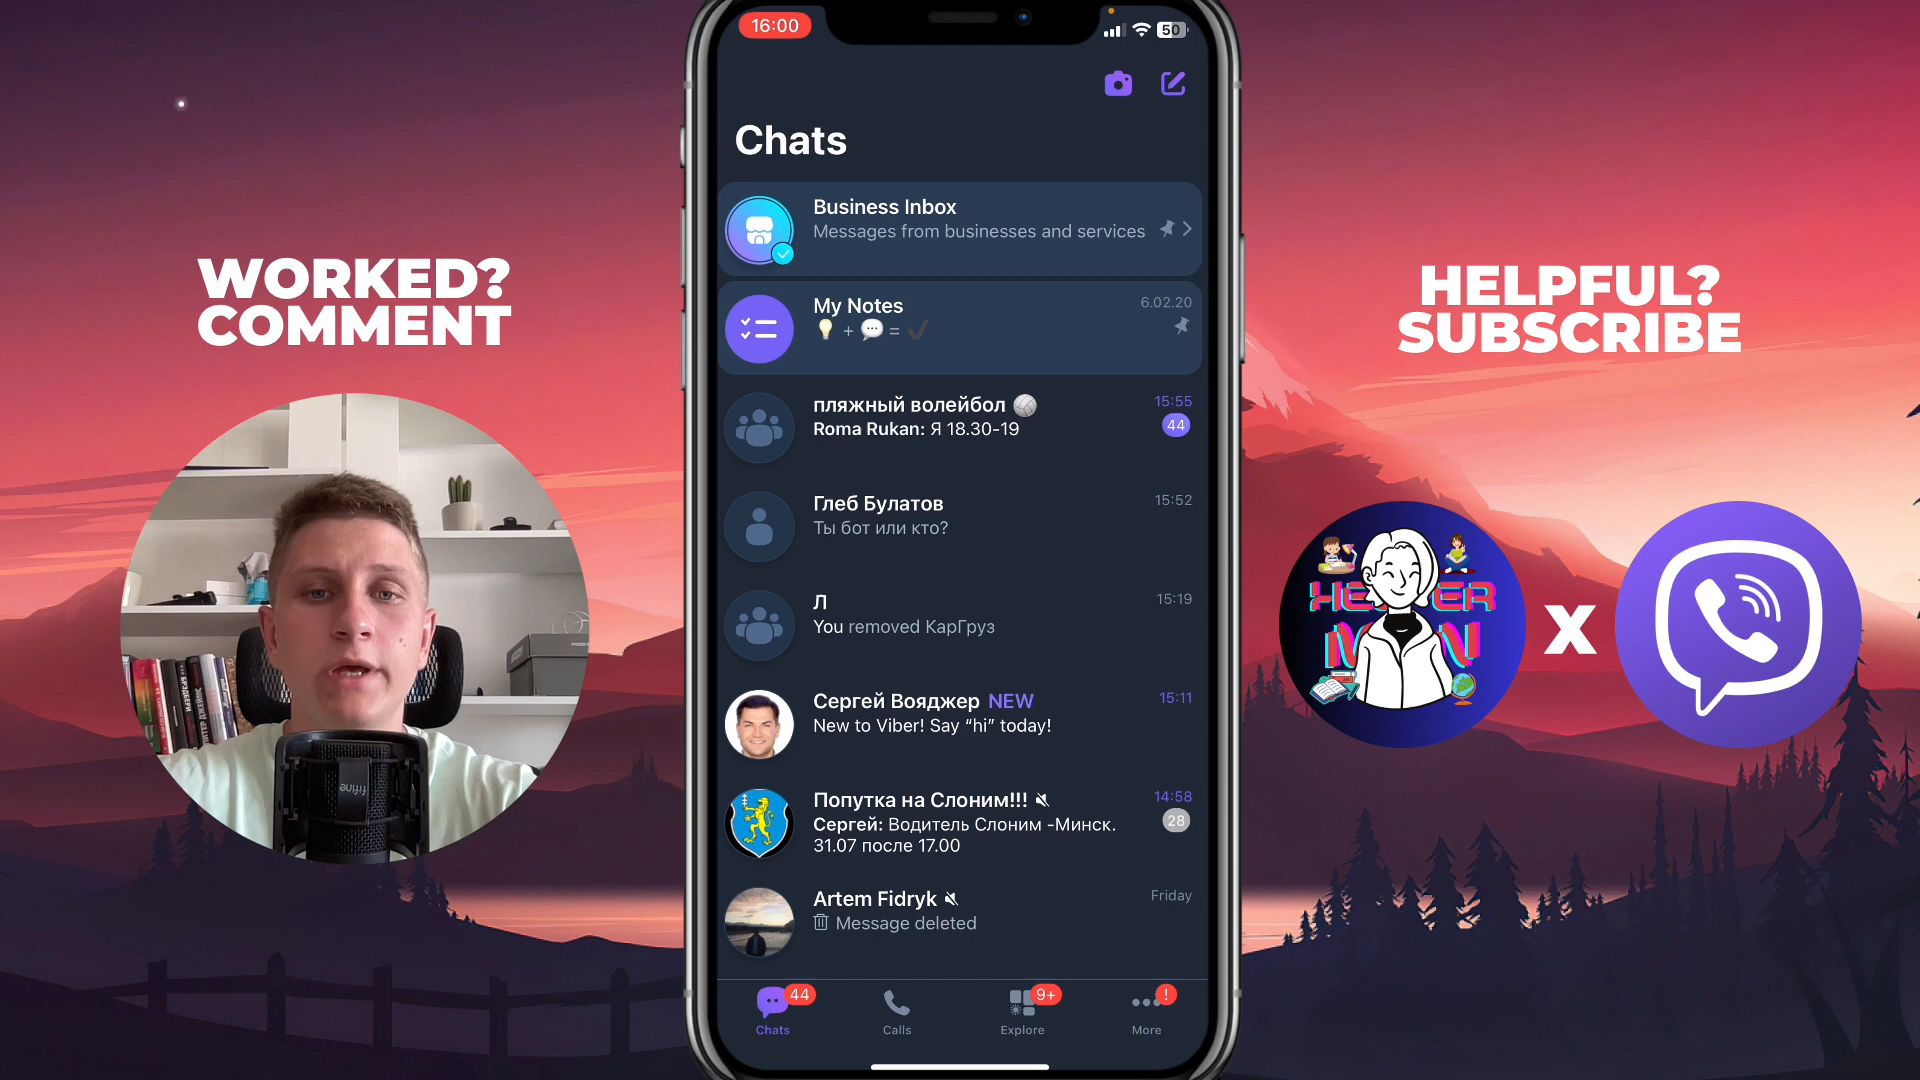 WORKED?
COMMENT
16:00
50
Chats
Business Inbox
Messages from businesses and services
My Notes
6.02.20
💡 + 💬 = ✔
пляжный волейбол 🏐
15:55
Roma Rukan: Я 18.30-19
44
Глеб Булатов
15:52
Ты бот или кто?
Л
15:19
You removed КарГруз
Сергей Вояджер NEW
15:11
New to Viber! Say “hi” today!
Попутка на Слоним!!!
14:58
Сергей: Водитель Слоним -Минск.
31.07 после 17.00
28
Artem Fidryk
Friday
Message deleted
44
9+
!
Chats
Calls
Explore
More
HELPFUL?
SUBSCRIBE
X
fifine